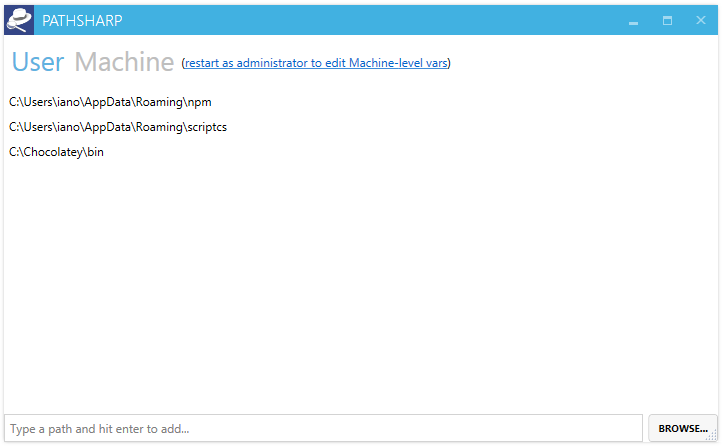 PATHSHARP
User Machine (restart as administrator to edit Machine-level vars)
C:\Users\iano\AppData\Roaming\npm
C:\Users\iano\AppData\Roaming\scriptcs
C:\Chocolatey\bin
Type a path and hit enter to add... BROWSE...